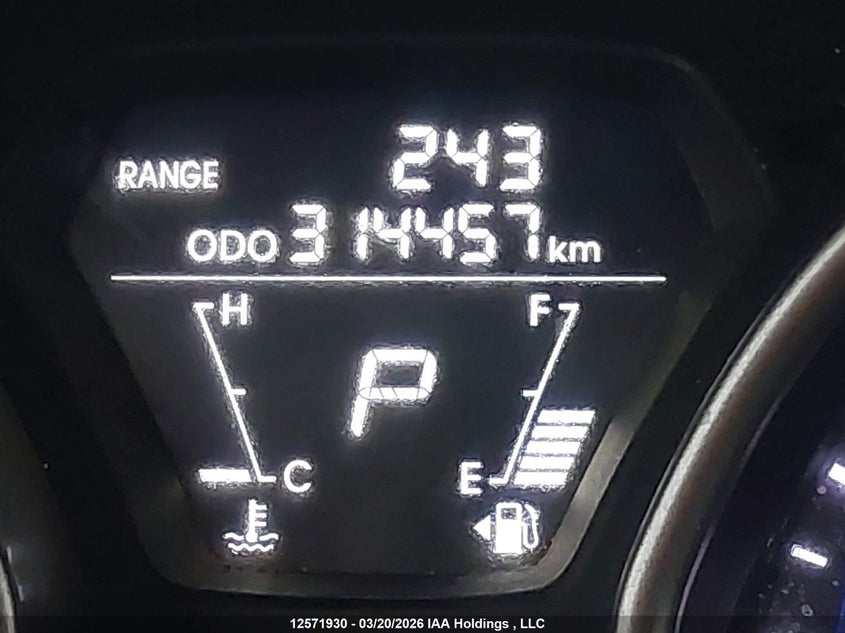 RANGE 243
ODO 314457 km
H F
P
C E
12571930 - 03/20/2026 IAA Holdings , LLC